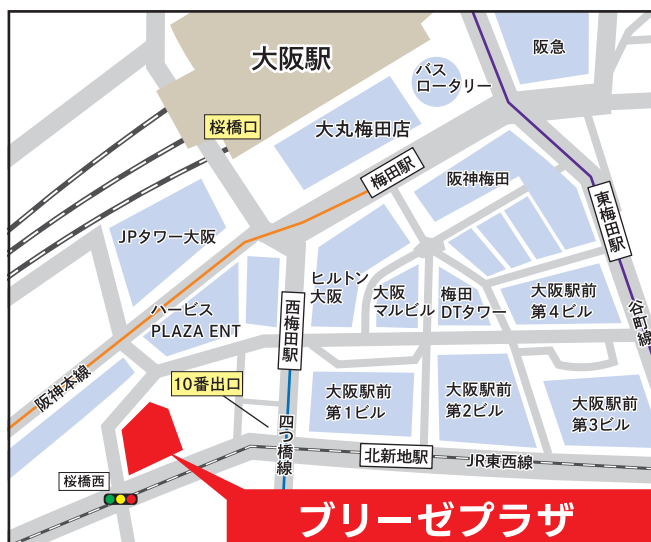 大阪駅
阪急
バス
ロータリー
桜橋口
大丸梅田店
梅田駅
阪神梅田
東梅田駅
JPタワー大阪
ヒルトン
大阪
大阪
マルビル
梅田
DTタワー
大阪駅前
第4ビル
谷町線
ハービス
PLAZA ENT
西梅田駅
阪神本線
10番出口
大阪駅前
第1ビル
大阪駅前
第2ビル
大阪駅前
第3ビル
四つ橋線
北新地駅
JR東西線
桜橋西
ブリーゼプラザ